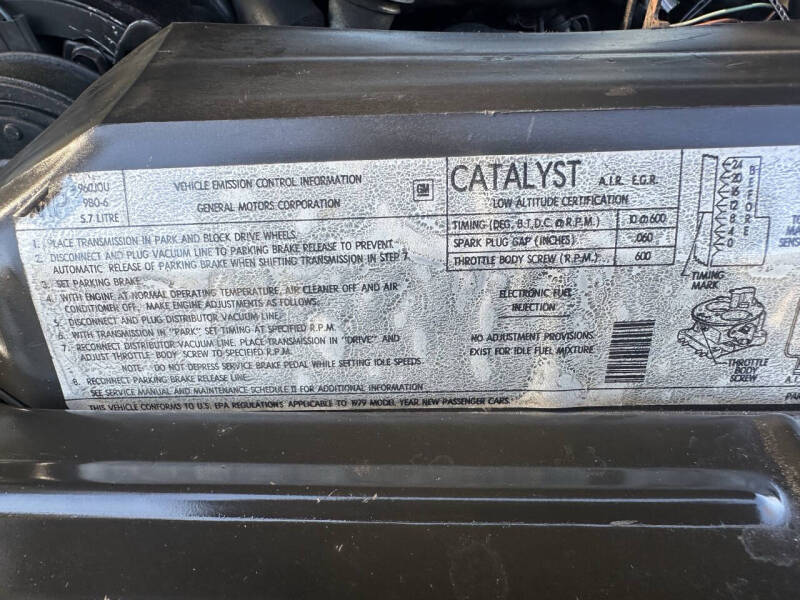 960J0U
980-6
5.7 LITRE
VEHICLE EMISSION CONTROL INFORMATION
GENERAL MOTORS CORPORATION
GM
CATALYST A.I.R. E.G.R.
LOW ALTITUDE CERTIFICATION
TIMING (DEG. B.T.D.C. @ R.P.M.) 10 @ 600
SPARK PLUG GAP (INCHES) .060
THROTTLE BODY SCREW (R.P.M.) 600
ELECTRONIC FUEL
INJECTION
NO ADJUSTMENT PROVISIONS
EXIST FOR IDLE FUEL MIXTURE
1. PLACE TRANSMISSION IN PARK AND BLOCK DRIVE WHEELS.
2. DISCONNECT AND PLUG VACUUM LINE TO PARKING BRAKE RELEASE TO PREVENT
AUTOMATIC RELEASE OF PARKING BRAKE WHEN SHIFTING TRANSMISSION IN STEP 7.
3. SET PARKING BRAKE.
4. WITH ENGINE AT NORMAL OPERATING TEMPERATURE, AIR CLEANER OFF AND AIR
CONDITIONER OFF, MAKE ENGINE ADJUSTMENTS AS FOLLOWS:
5. DISCONNECT AND PLUG DISTRIBUTOR VACUUM LINE.
6. WITH TRANSMISSION IN "PARK" SET TIMING AT SPECIFIED R.P.M.
7. RECONNECT DISTRIBUTOR VACUUM LINE. PLACE TRANSMISSION IN "DRIVE" AND
ADJUST THROTTLE BODY SCREW TO SPECIFIED R.P.M.
NOTE: DO NOT DEPRESS SERVICE BRAKE PEDAL WHILE SETTING IDLE SPEEDS.
8. RECONNECT PARKING BRAKE RELEASE LINE.
SEE SERVICE MANUAL AND MAINTENANCE SCHEDULE II FOR ADDITIONAL INFORMATION
THIS VEHICLE CONFORMS TO U.S. EPA REGULATIONS APPLICABLE TO 1979 MODEL YEAR NEW PASSENGER CARS.
24
20
16
12
8
4
0
BEFORE
TIMING
MARK
THROTTLE
BODY
SCREW